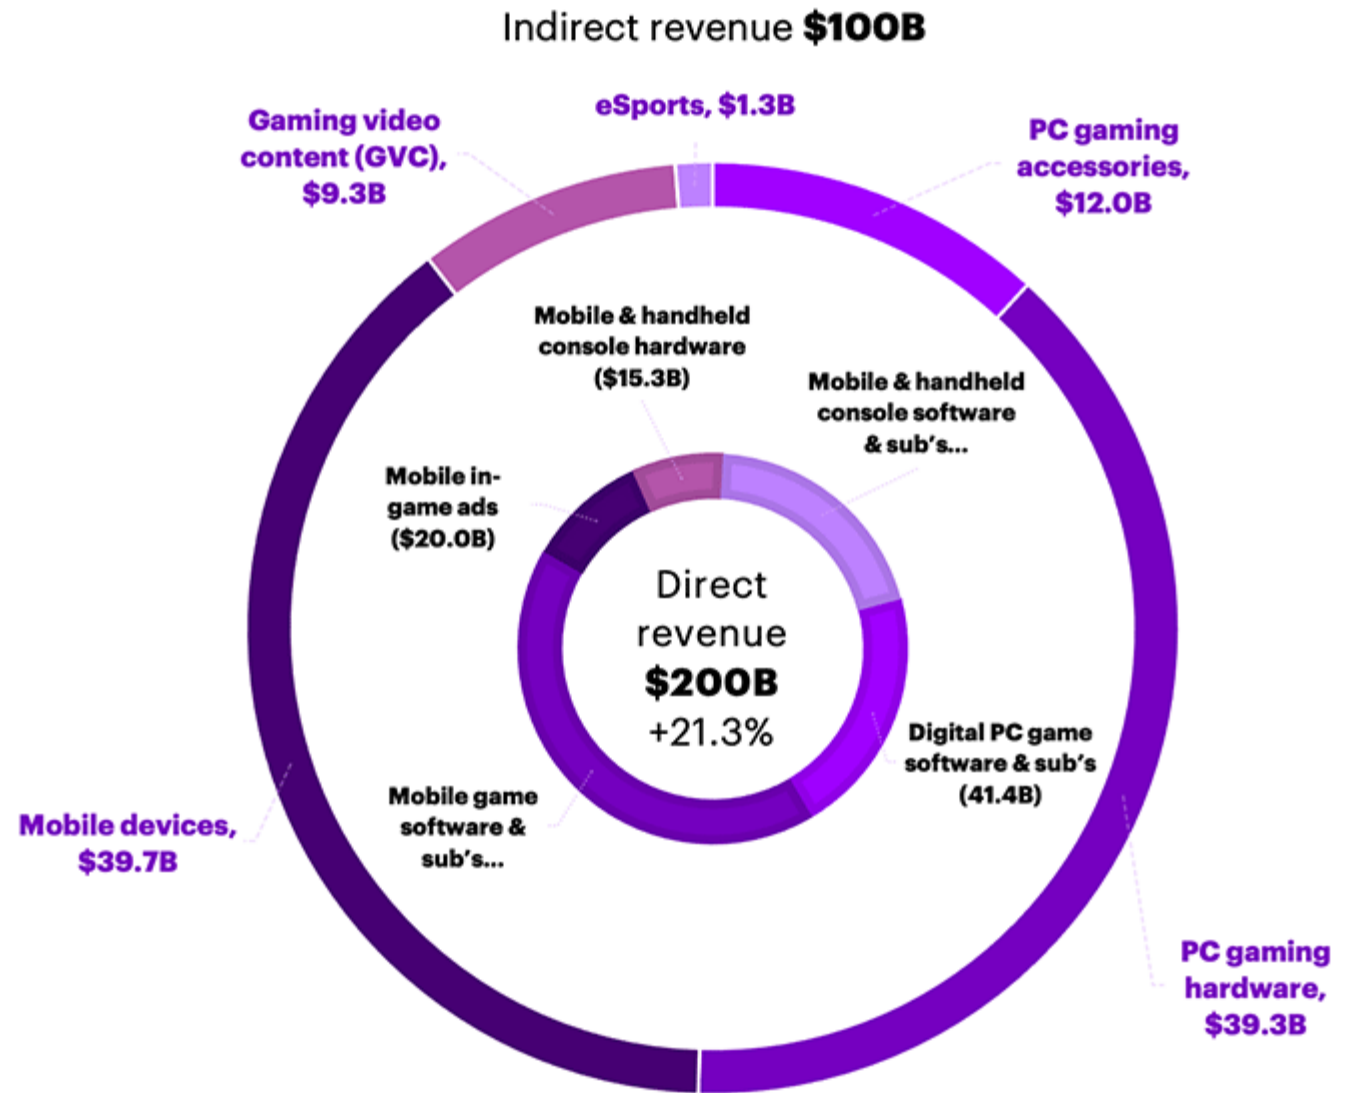 Indirect revenue $100B
eSports, $1.3B
Gaming video
content (GVC),
$9.3B
PC gaming
accessories,
$12.0B
Mobile & handheld
console hardware
($15.3B)
Mobile & handheld
console software
& sub's...
Mobile in-
game ads
($20.0B)
Direct
revenue
$200B
+21.3%
Digital PC game
software & sub's
(41.4B)
Mobile game
software &
sub's...
Mobile devices,
$39.7B
PC gaming
hardware,
$39.3B